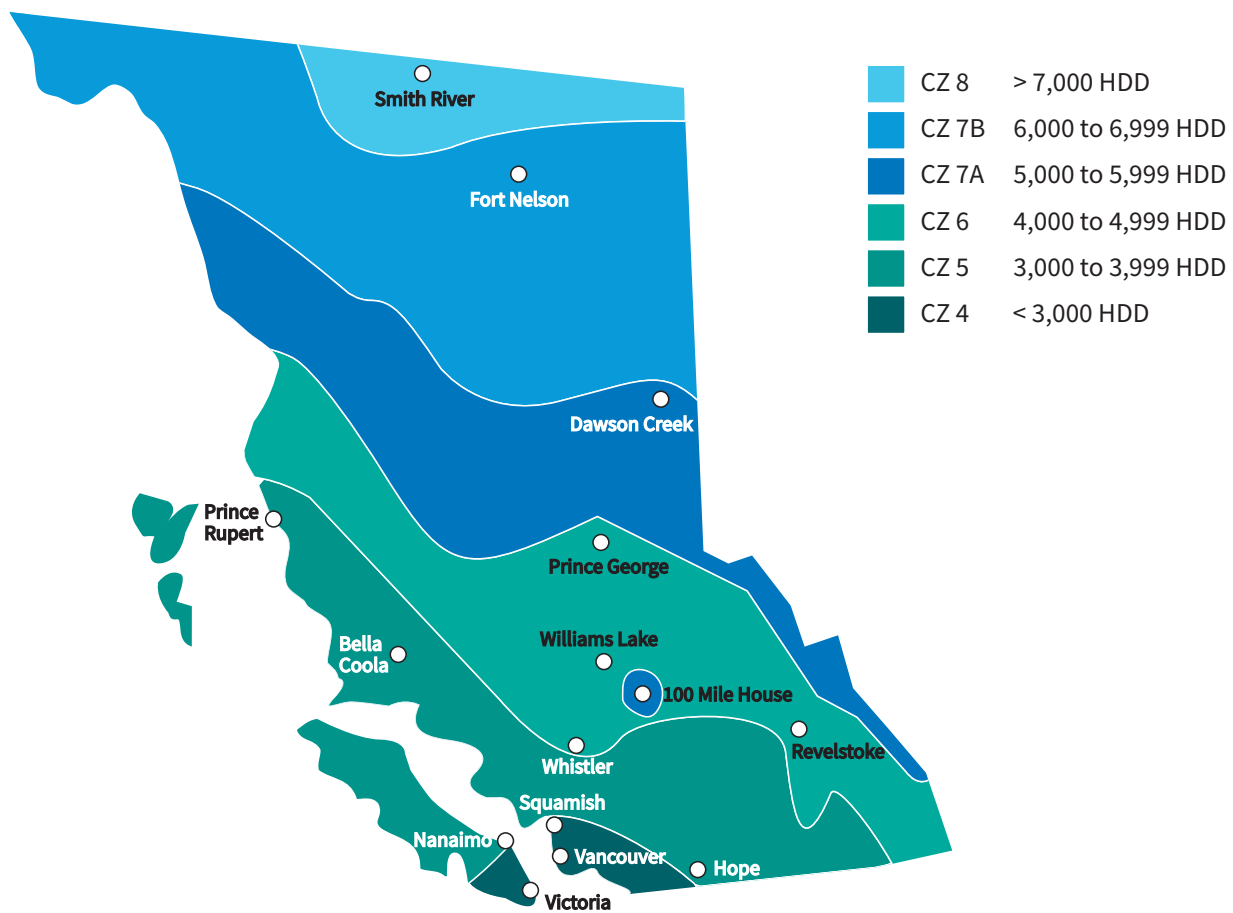 Smith River
Fort Nelson
Dawson Creek
Prince
Rupert
Prince George
Williams Lake
Bella
Coola
100 Mile House
Revelstoke
Whistler
Squamish
Nanaimo
Vancouver
Hope
Victoria
CZ 8 > 7,000 HDD
CZ 7B 6,000 to 6,999 HDD
CZ 7A 5,000 to 5,999 HDD
CZ 6 4,000 to 4,999 HDD
CZ 5 3,000 to 3,999 HDD
CZ 4 < 3,000 HDD